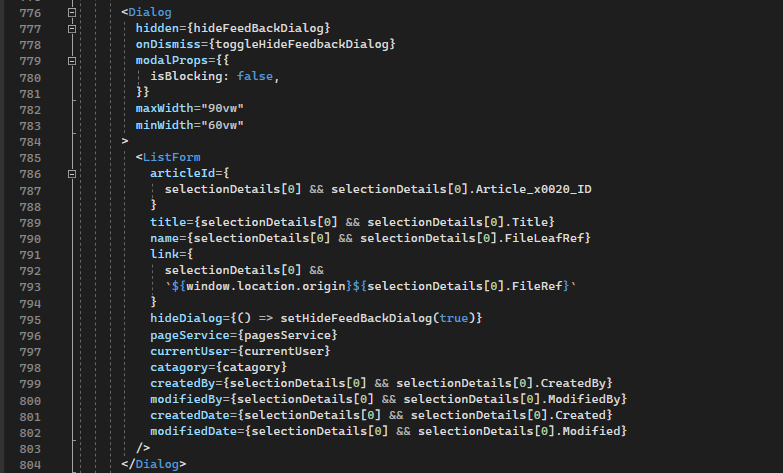 776 <Dialog
777 hidden={hideFeedBackDialog}
778 onDismiss={toggleHideFeedbackDialog}
779 modalProps={{
780 isBlocking: false,
781 }}
782 maxWidth="90vw"
783 minWidth="60vw"
784 >
785 <ListForm
786 articleId={
787 selectionDetails[0] && selectionDetails[0].Article_x0020_ID
788 }
789 title={selectionDetails[0] && selectionDetails[0].Title}
790 name={selectionDetails[0] && selectionDetails[0].FileLeafRef}
791 link={
792 selectionDetails[0] &&
793 `${window.location.origin}${selectionDetails[0].FileRef}`
794 }
795 hideDialog={() => setHideFeedBackDialog(true)}
796 pageService={pagesService}
797 currentUser={currentUser}
798 catagory={catagory}
799 createdBy={selectionDetails[0] && selectionDetails[0].CreatedBy}
800 modifiedBy={selectionDetails[0] && selectionDetails[0].ModifiedBy}
801 createdDate={selectionDetails[0] && selectionDetails[0].Created}
802 modifiedDate={selectionDetails[0] && selectionDetails[0].Modified}
803 />
804 </Dialog>